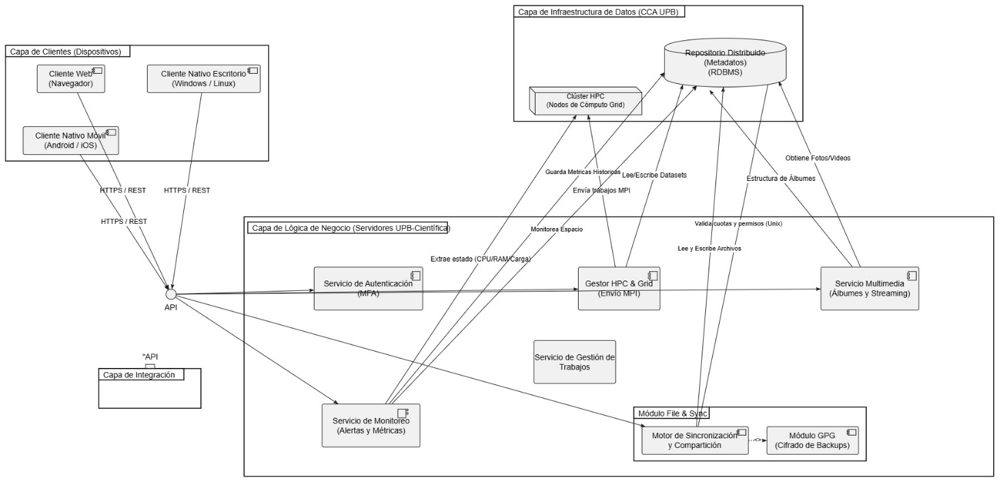 Capa de Infraestructura de Datos (CCA UPB)
Repositorio Distribuido
(Metadatos)
(RDBMS)
Clúster HPC
(Nodos de Cómputo Grid)
Capa de Clientes (Dispositivos)
Cliente Web
(Navegador)
Cliente Nativo Escritorio
(Windows / Linux)
Cliente Nativo Móvil
(Android / iOS)
HTTPS / REST
HTTPS / REST
HTTPS / REST
Guarda Metricas Historicas
Lee/Escribe Datasets
Envía trabajos MPI
Obtiene Fotos/Videos
Estructura de Álbumes
Capa de Lógica de Negocio (Servidores UPB-Científica)
Monitorea Espacio
Valida cuotas y permisos (Unix)
Extrae estado (CPU/RAM/Carga)
Lee y Escribe Archivos
Servicio de Autenticación
(MFA)
Gestor HPC & Grid
(Envío MPI)
Servicio Multimedia
(Álbumes y Streaming)
API
"API
Capa de Integración
Servicio de Gestión de
Trabajos
Servicio de Monitoreo
(Alertas y Métricas)
Módulo File & Sync
Motor de Sincronización
y Compartición
<>
Módulo GPG
(Cifrado de Backups)